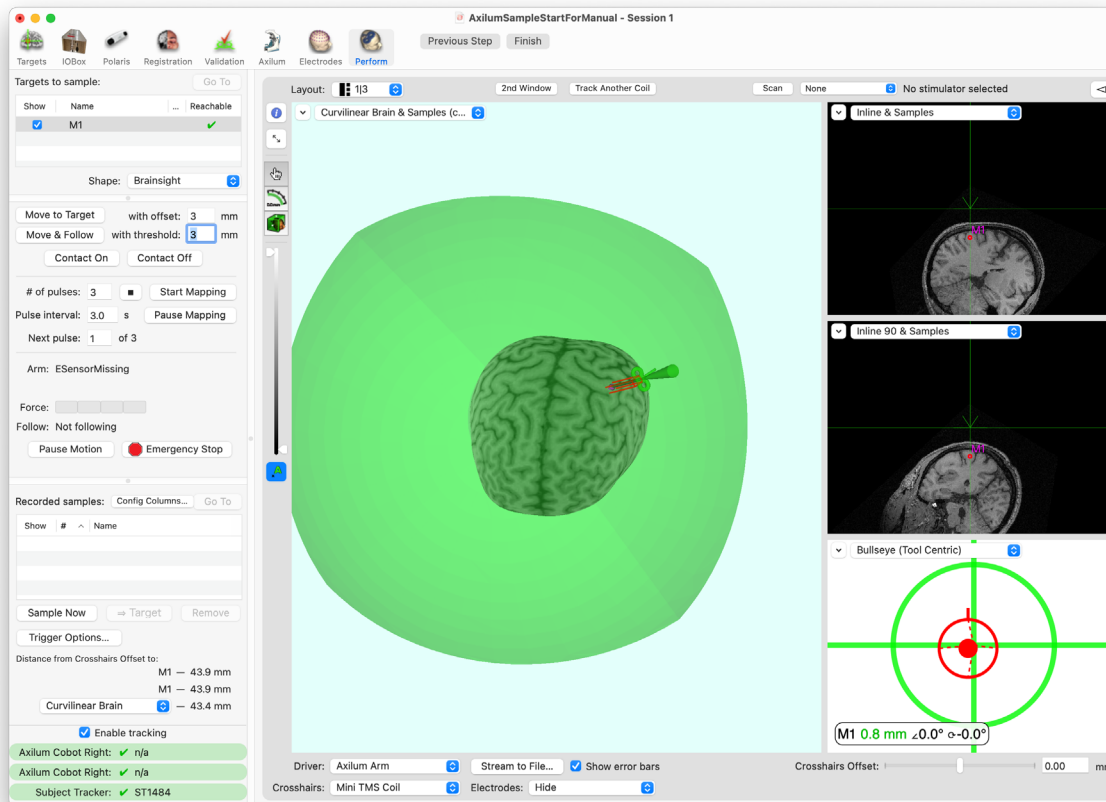 AxilumSampleStartForManual - Session 1
Targets
IOBox
Polaris
Registration
Validation
Axilum
Electrodes
Perform
Previous Step
Finish
Targets to sample:
Go To
Show Name ... Reachable
M1
Shape: Brainsight
Move to Target with offset: 3 mm
Move & Follow with threshold: 3 mm
Contact On Contact Off
# of pulses: 3 Start Mapping
Pulse interval: 3.0 s Pause Mapping
Next pulse: 1 of 3
Arm: ESensorMissing
Force:
Follow: Not following
Pause Motion Emergency Stop
Recorded samples: Config Columns... Go To
Show # Name
Sample Now ⇒ Target Remove
Trigger Options...
Distance from Crosshairs Offset to:
M1 — 43.9 mm
M1 — 43.9 mm
Curvilinear Brain — 43.4 mm
Enable tracking
Axilum Cobot Right: ✔ n/a
Axilum Cobot Right: ✔ n/a
Subject Tracker: ✔ ST1484
Layout: 1|3
2nd Window
Track Another Coil
Scan
None
No stimulator selected
Curvilinear Brain & Samples (c...
Inline & Samples
M1
Inline 90 & Samples
M1
Bullseye (Tool Centric)
M1 0.8 mm ∠0.0° ⟳-0.0°
Driver: Axilum Arm
Stream to File...
Show error bars
Crosshairs Offset:
0.00
Crosshairs: Mini TMS Coil
Electrodes: Hide